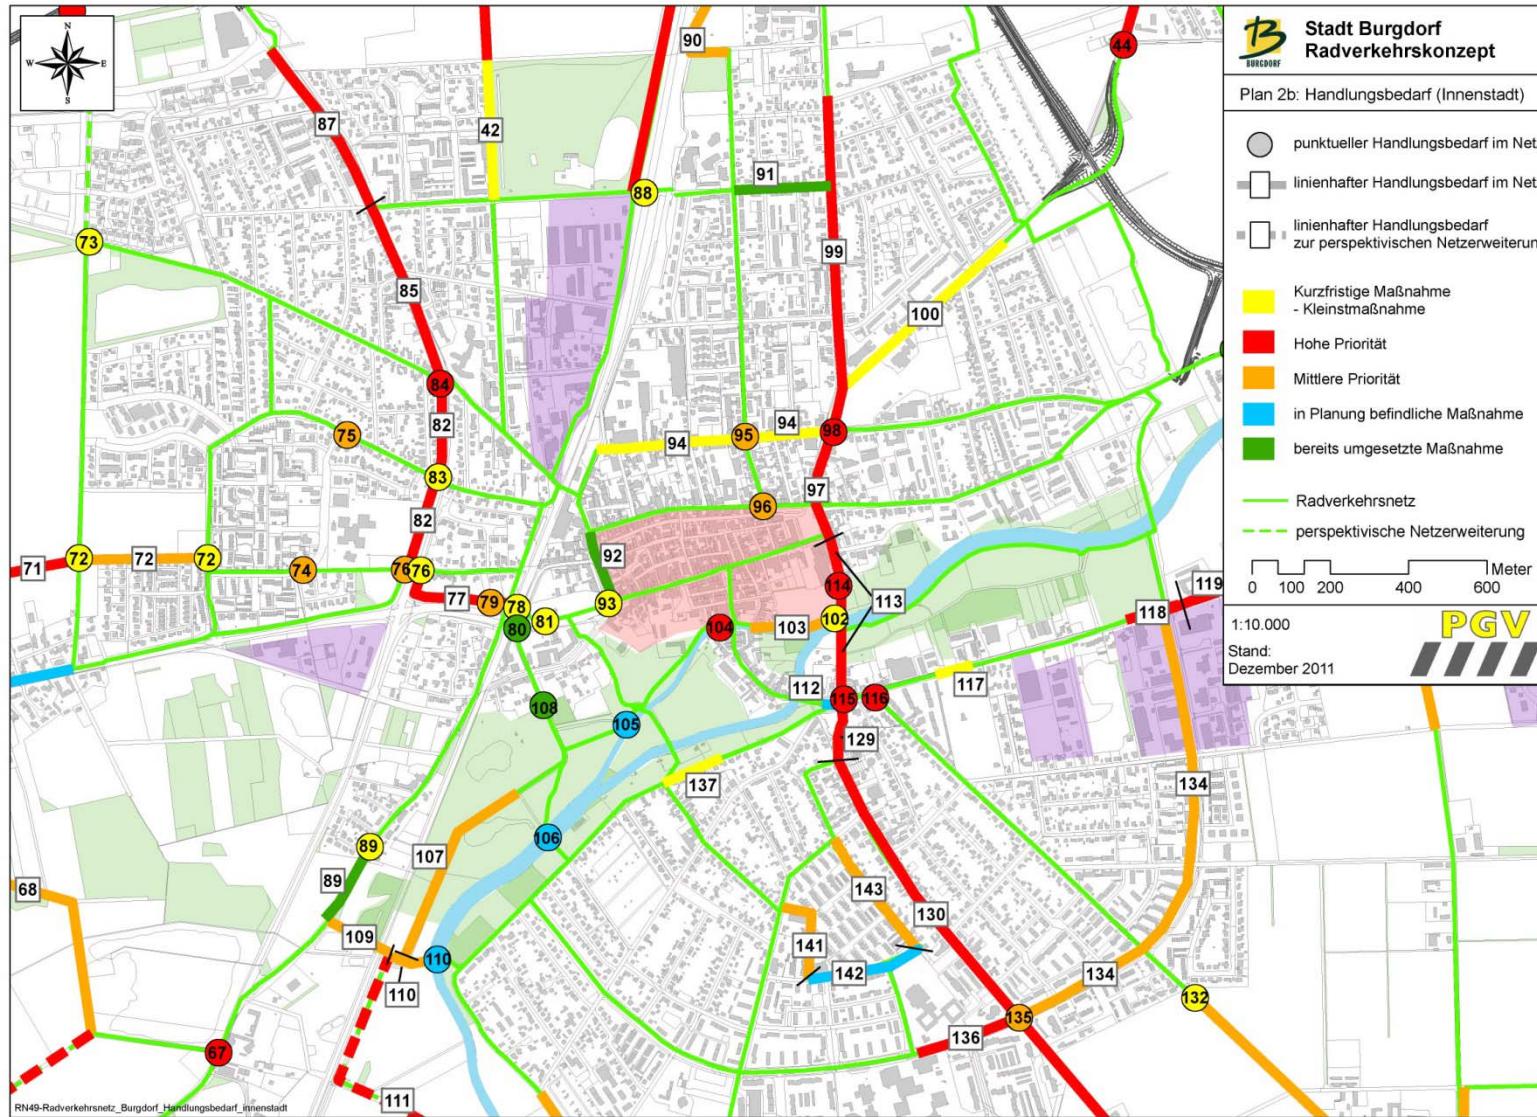 N
W E
S
BURGDORF
Stadt Burgdorf
Radverkehrskonzept
Plan 2b: Handlungsbedarf (Innenstadt)
punktueller Handlungsbedarf im Net
linienhafter Handlungsbedarf im Net
linienhafter Handlungsbedarf
zur perspektivischen Netzerweiterun
Kurzfristige Maßnahme
- Kleinstmaßnahme
Hohe Priorität
Mittlere Priorität
in Planung befindliche Maßnahme
bereits umgesetzte Maßnahme
Radverkehrsnetz
perspektivische Netzerweiterung
Meter
0 100 200 400 600
1:10.000
Stand:
Dezember 2011
PGV
90
44
87
42
91
88
73
99
85
100
84
82
75
94
95
94
98
83
97
96
82
92
71
72
72
74
76
76
77
79
78
80
81
93
114
113
102
103
104
118
119
112
117
115
116
108
105
129
137
134
106
89
107
89
68
143
130
109
141
142
110
110
134
132
135
136
67
111
RN49-Radverkehrsnetz_Burgdorf_Handlungsbedarf_innenstadt